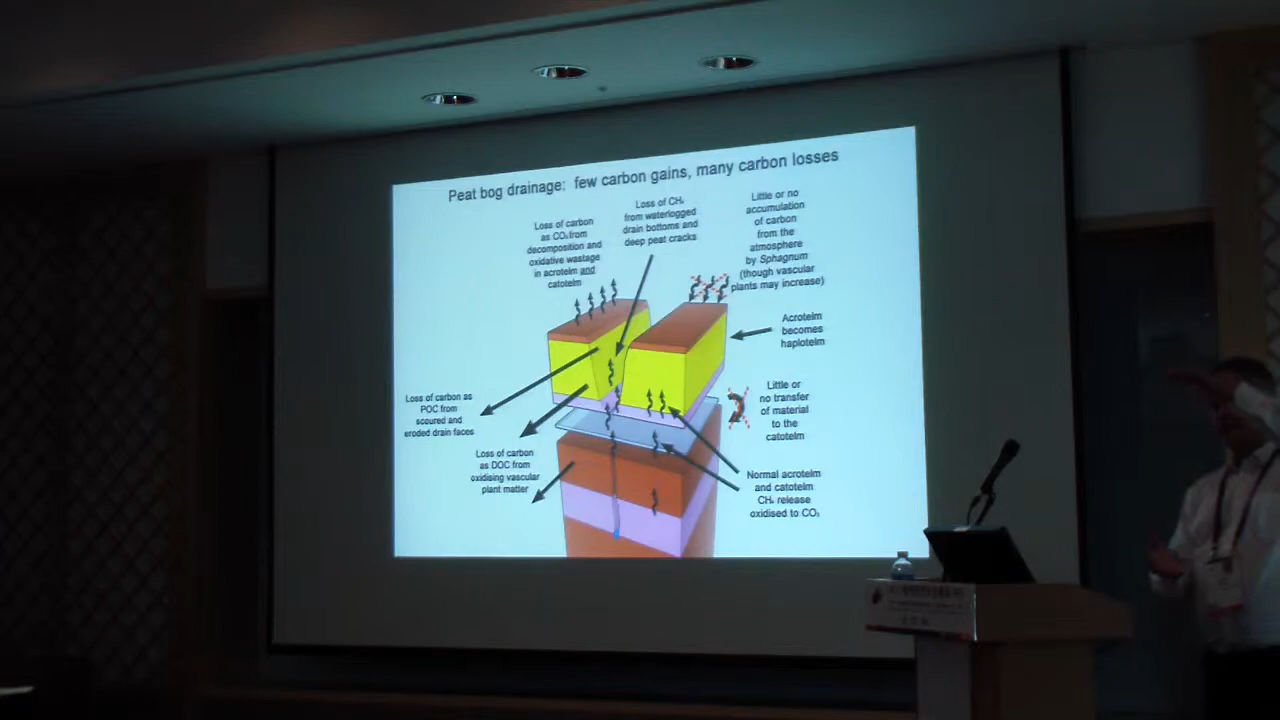 Peat bog drainage: few carbon gains, many carbon losses
Loss of carbon
as CO₂ from
decomposition and
oxidative wastage
in acrotelm and
catotelm
Loss of CH₄
from waterlogged
drain bottoms and
deep peat cracks
Little or no
accumulation
of carbon
from the
atmosphere
by Sphagnum
(though vascular
plants may increase)
Acrotelm
becomes
haplotelm
Little or
no transfer
of material
to the
catotelm
Loss of carbon as
POC from
scoured and
eroded drain faces
Loss of carbon
as DOC from
oxidising vascular
plant matter
Normal acrotelm
and catotelm
CH₄ release
oxidised to CO₂